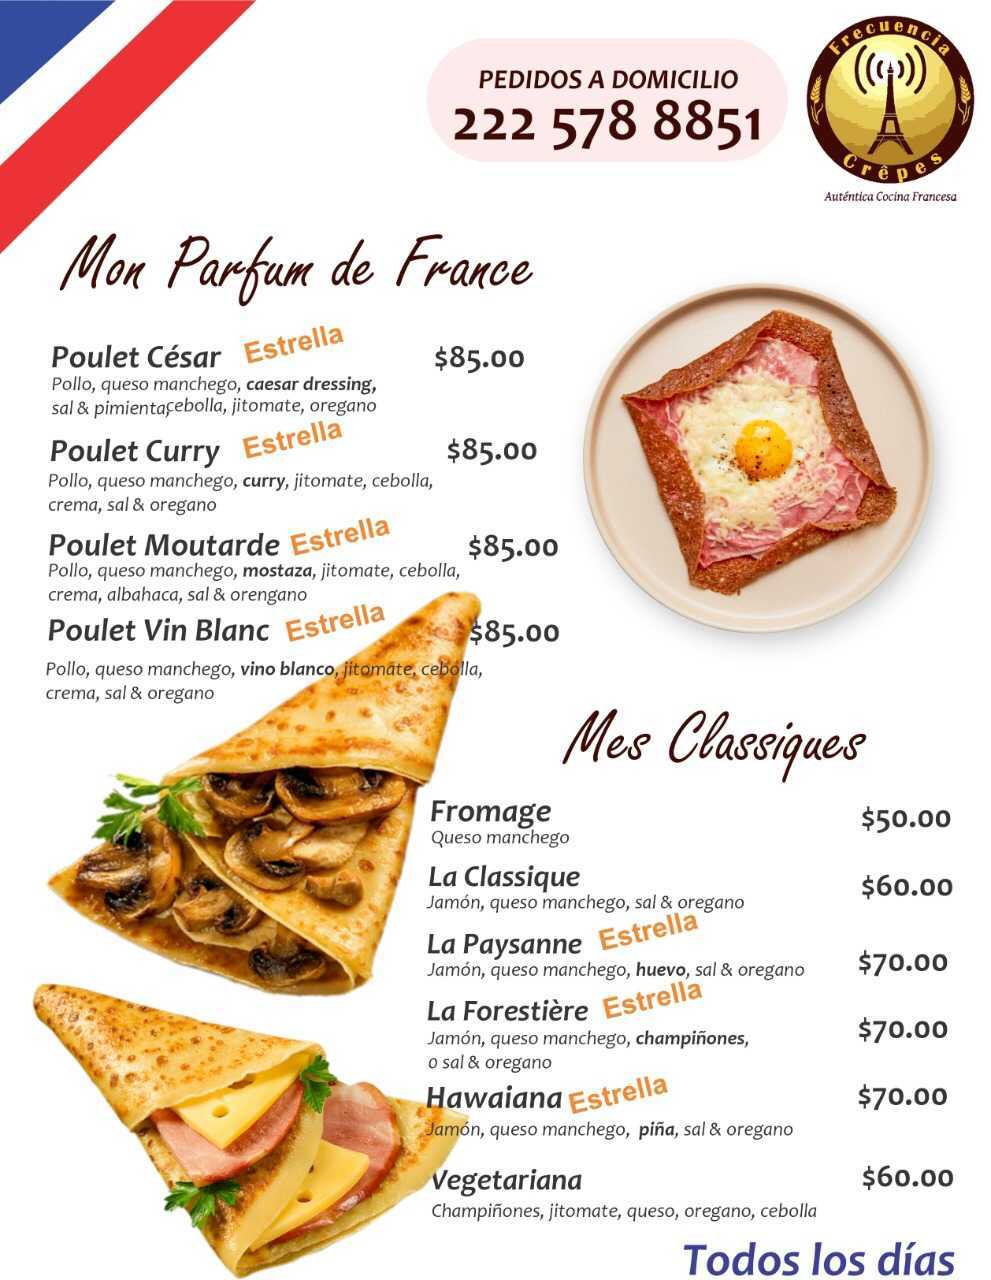 PEDIDOS A DOMICILIO
222 578 8851
Frecuencia
Crêpes
Auténtica Cocina Francesa
Mon Parfum de France
Poulet César Estrella $85.00
Pollo, queso manchego, caesar dressing,
sal & pimientaçebolla, jitomate, oregano
Poulet Curry Estrella $85.00
Pollo, queso manchego, curry, jitomate, cebolla,
crema, sal & oregano
Poulet Moutarde Estrella $85.00
Pollo, queso manchego, mostaza, jitomate, cebolla,
crema, albahaca, sal & orengano
Poulet Vin Blanc Estrella $85.00
Pollo, queso manchego, vino blanco, jitomate, cebolla,
crema, sal & oregano
Mes Classiques
Fromage $50.00
Queso manchego
La Classique $60.00
Jamón, queso manchego, sal & oregano
La Paysanne Estrella $70.00
Jamón, queso manchego, huevo, sal & oregano
La Forestière Estrella $70.00
Jamón, queso manchego, champiñones,
o sal & oregano
Hawaiana Estrella $70.00
Jamón, queso manchego, piña, sal & oregano
Vegetariana $60.00
Champiñones, jitomate, queso, oregano, cebolla
Todos los días